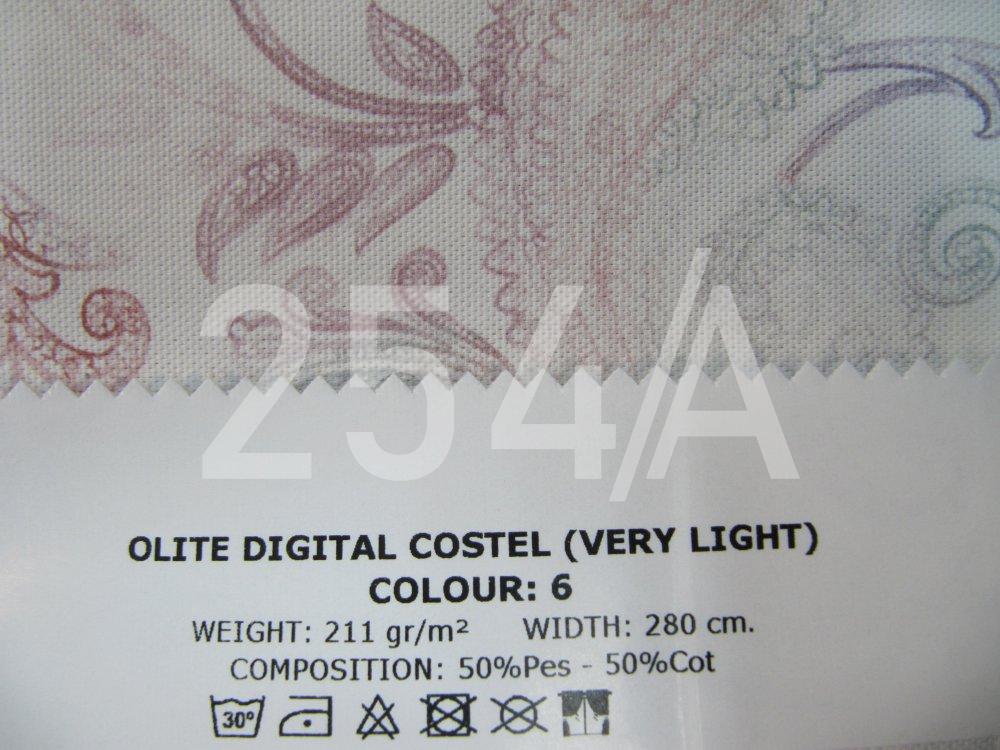 254/A
OLITE DIGITAL COSTEL (VERY LIGHT)
COLOUR: 6
WEIGHT: 211 gr/m² WIDTH: 280 cm.
COMPOSITION: 50%Pes - 50%Cot
30°